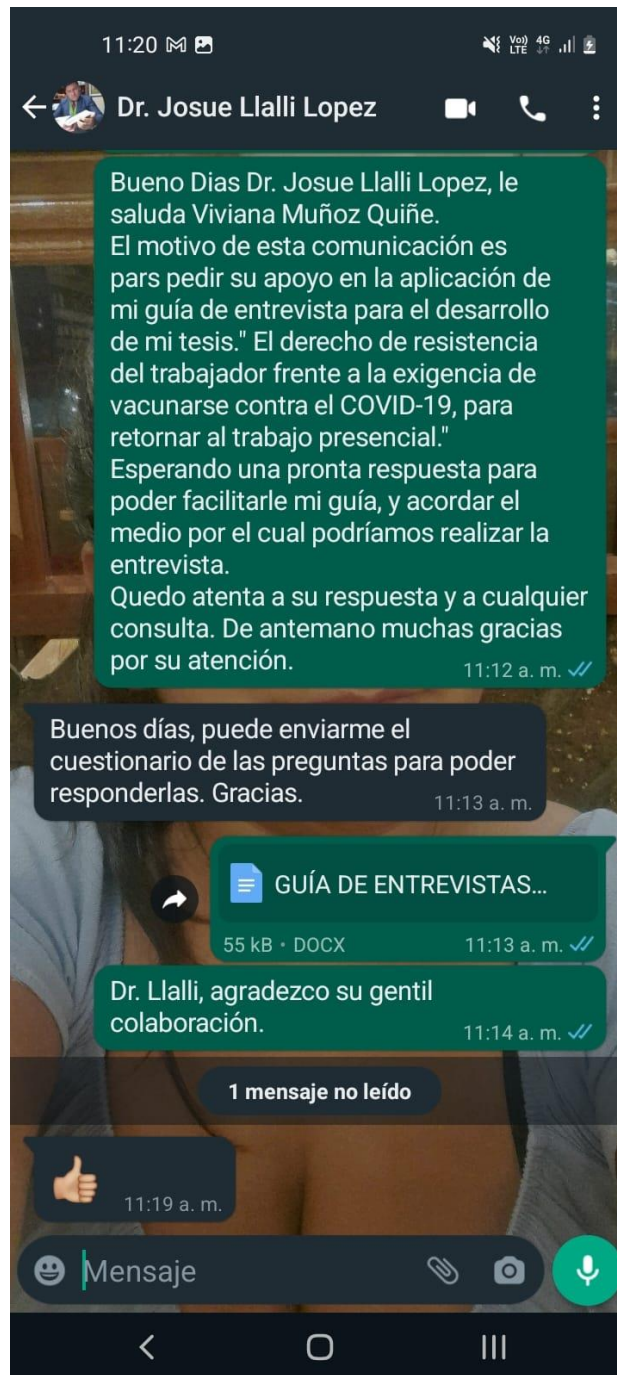 11:20
Vo)) 4G
LTE
Dr. Josue Llalli Lopez
Bueno Dias Dr. Josue Llalli Lopez, le
saluda Viviana Muñoz Quiñe.
El motivo de esta comunicación es
pars pedir su apoyo en la aplicación de
mi guía de entrevista para el desarrollo
de mi tesis." El derecho de resistencia
del trabajador frente a la exigencia de
vacunarse contra el COVID-19, para
retornar al trabajo presencial."
Esperando una pronta respuesta para
poder facilitarle mi guía, y acordar el
medio por el cual podríamos realizar la
entrevista.
Quedo atenta a su respuesta y a cualquier
consulta. De antemano muchas gracias
por su atención.
11:12 a. m.
Buenos días, puede enviarme el
cuestionario de las preguntas para poder
responderlas. Gracias.
11:13 a. m.
GUÍA DE ENTREVISTAS...
55 kB • DOCX
11:13 a. m.
Dr. Llalli, agradezco su gentil
colaboración.
11:14 a. m.
1 mensaje no leído
👍🏼
11:19 a. m.
Mensaje